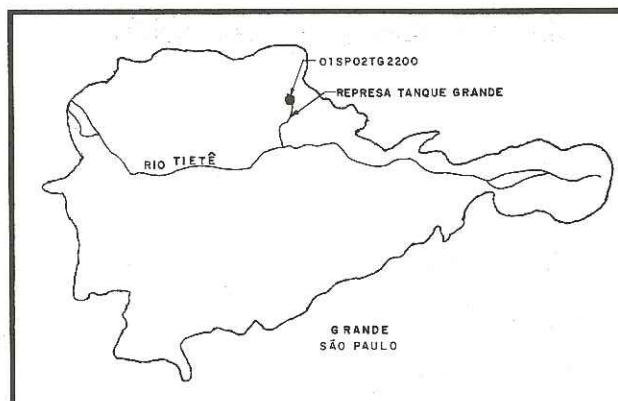 01SP02TG2200
REPRESA TANQUE GRANDE
RIO TIETÊ
GRANDE
SÃO PAULO